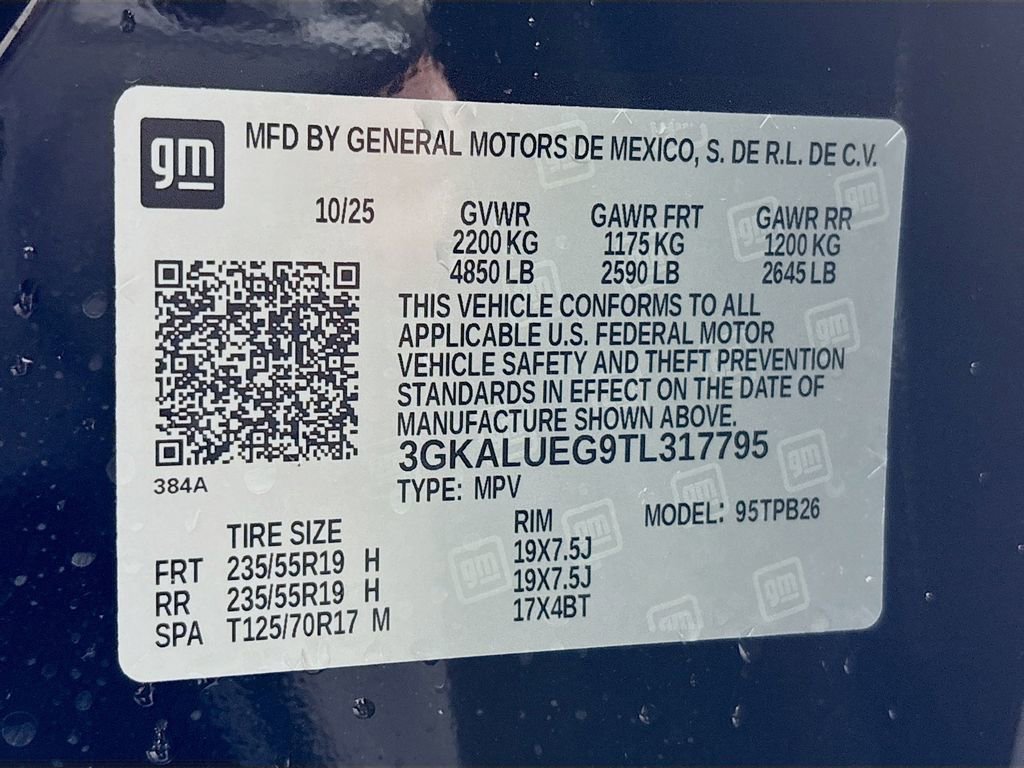 gm
MFD BY GENERAL MOTORS DE MEXICO, S. DE R.L. DE C.V.
10/25
GVWR GAWR FRT GAWR RR
2200 KG 1175 KG 1200 KG
4850 LB 2590 LB 2645 LB
THIS VEHICLE CONFORMS TO ALL
APPLICABLE U.S. FEDERAL MOTOR
VEHICLE SAFETY AND THEFT PREVENTION
STANDARDS IN EFFECT ON THE DATE OF
MANUFACTURE SHOWN ABOVE.
3GKALUEG9TL317795
384A
TYPE: MPV
MODEL: 95TPB26
TIRE SIZE RIM
FRT 235/55R19 H 19X7.5J
RR 235/55R19 H 19X7.5J
SPA T125/70R17 M 17X4BT